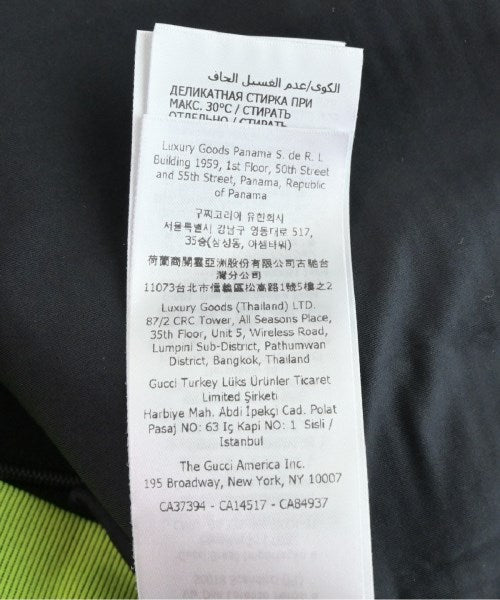 الكوي/عدم الغسيل الجاف
ДЕЛИКАТНАЯ СТИРКА ПРИ
МАКС. 30°C / СТИРАТЬ
ОТДЕЛЬНО / СТИРАТЬ
Luxury Goods Panama S. de R. L
Building 1959, 1st Floor, 50th Street
and 55th Street, Panama, Republic
of Panama
구찌코리아 유한회사
서울특별시 강남구 영동대로 517,
35층(삼성동, 아셈타워)
荷蘭商開雲亞洲股份有限公司古馳台
灣分公司
11073台北市信義區松高路1號5樓之2
Luxury Goods (Thailand) LTD.
87/2 CRC Tower, All Seasons Place,
35th Floor, Unit 5, Wireless Road,
Lumpini Sub-District, Pathumwan
District, Bangkok, Thailand
Gucci Turkey Lüks Ürünler Ticaret
Limited Şirketi
Harbiye Mah. Abdi İpekçi Cad. Polat
Pasaj NO: 63 İç Kapi NO: 1 Sisli /
Istanbul
The Gucci America Inc.
195 Broadway, New York, NY 10007
CA37394 - CA14517 - CA84937